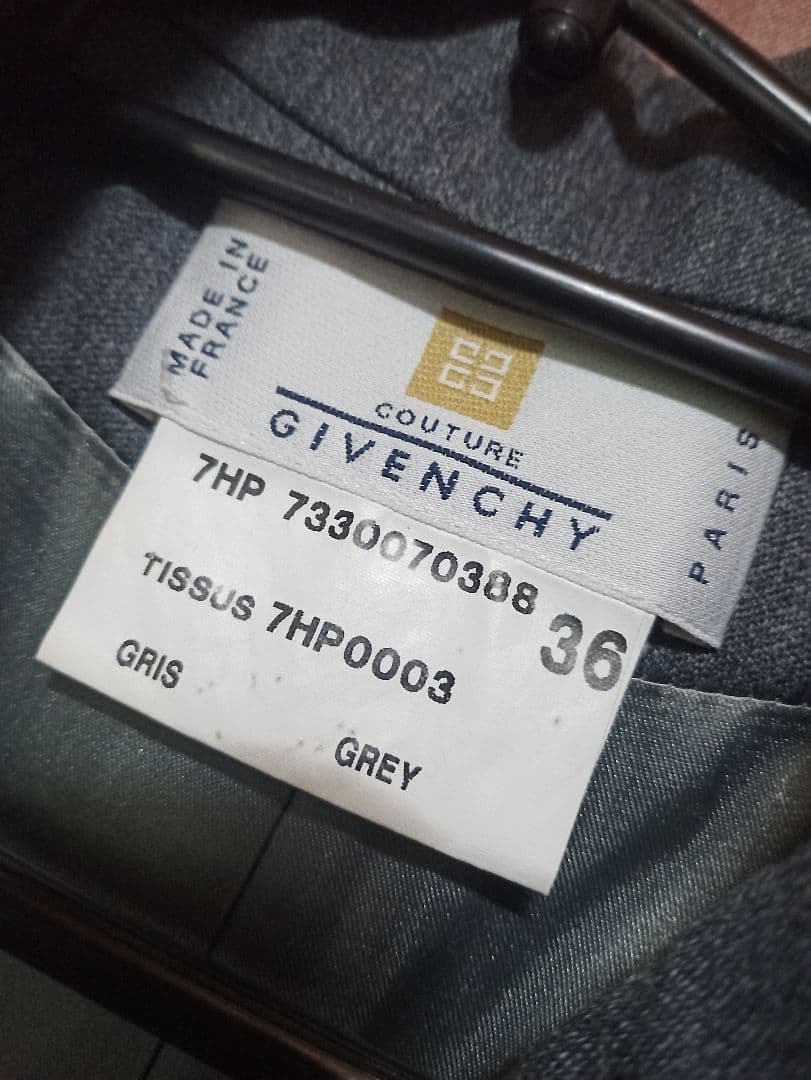 MADE IN
FRANCE
COUTURE
GIVENCHY
PARIS
7HP 7330070388
36
TISSUS 7HP0003
GRIS
GREY